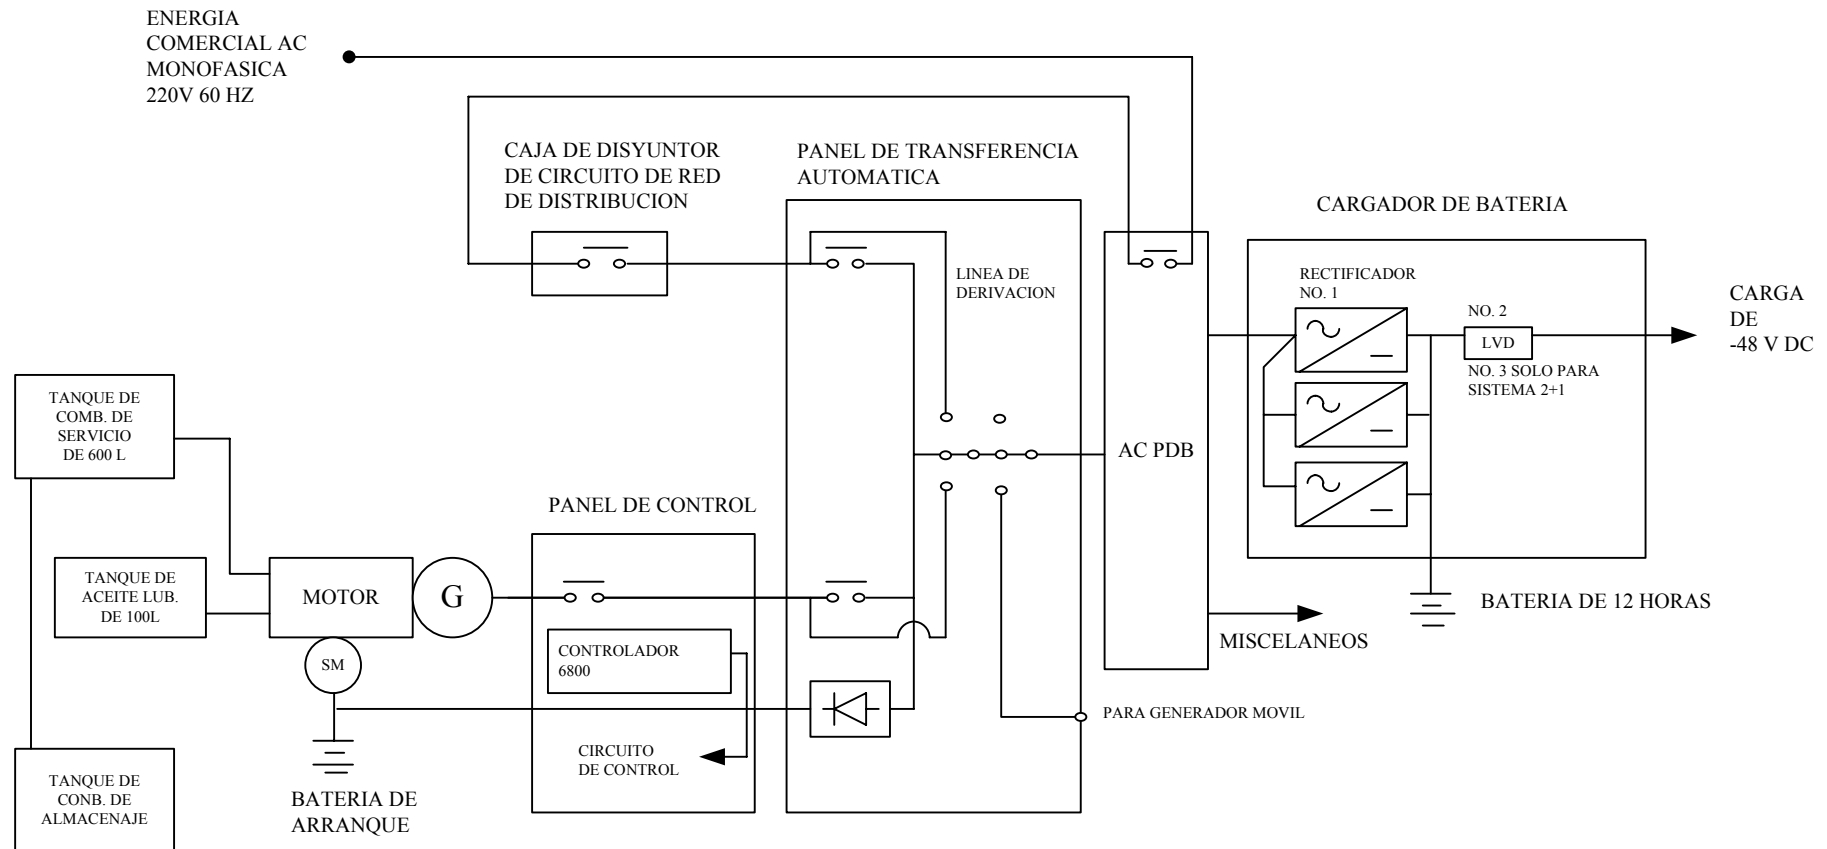 ENERGIA
COMERCIAL AC
MONOFASICA
220V 60 HZ
CAJA DE DISYUNTOR
DE CIRCUITO DE RED
DE DISTRIBUCION
PANEL DE TRANSFERENCIA
AUTOMATICA
LINEA DE
DERIVACION
CARGADOR DE BATERIA
RECTIFICADOR
NO. 1
NO. 2
LVD
NO. 3 SOLO PARA
SISTEMA 2+1
CARGA
DE
-48 V DC
TANQUE DE
COMB. DE
SERVICIO
DE 600 L
AC PDB
PANEL DE CONTROL
TANQUE DE
ACEITE LUB.
DE 100L
MOTOR
G
SM
CONTROLADOR
6800
CIRCUITO
DE CONTROL
BATERIA DE 12 HORAS
MISCELANEOS
PARA GENERADOR MOVIL
BATERIA DE
ARRANQUE
TANQUE DE
CONB. DE
ALMACENAJE